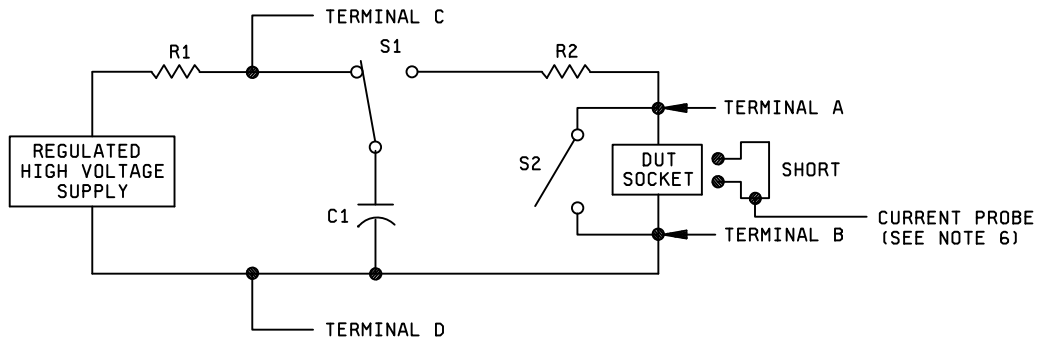 TERMINAL C
S1
R1
R2
TERMINAL A
REGULATED
HIGH VOLTAGE
SUPPLY
S2
DUT
SOCKET
SHORT
C1
CURRENT PROBE
(SEE NOTE 6)
TERMINAL B
TERMINAL D